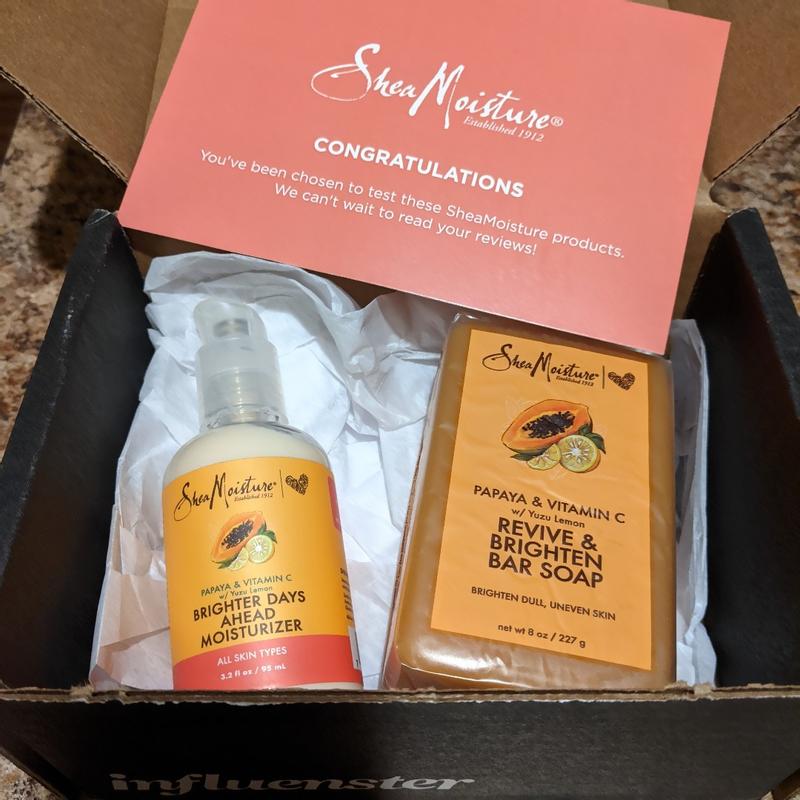 SheaMoisture®
Established 1912
CONGRATULATIONS
You've been chosen to test these SheaMoisture products.
We can't wait to read your reviews!
SheaMoisture®
Established 1912
PAPAYA & VITAMIN C
w/ Yuzu Lemon
BRIGHTER DAYS
AHEAD
MOISTURIZER
ALL SKIN TYPES
3.2 fl oz / 95 mL
SheaMoisture®
Established 1912
PAPAYA & VITAMIN C
w/ Yuzu Lemon
REVIVE &
BRIGHTEN
BAR SOAP
BRIGHTEN DULL, UNEVEN SKIN
net wt 8 oz / 227 g
influenster